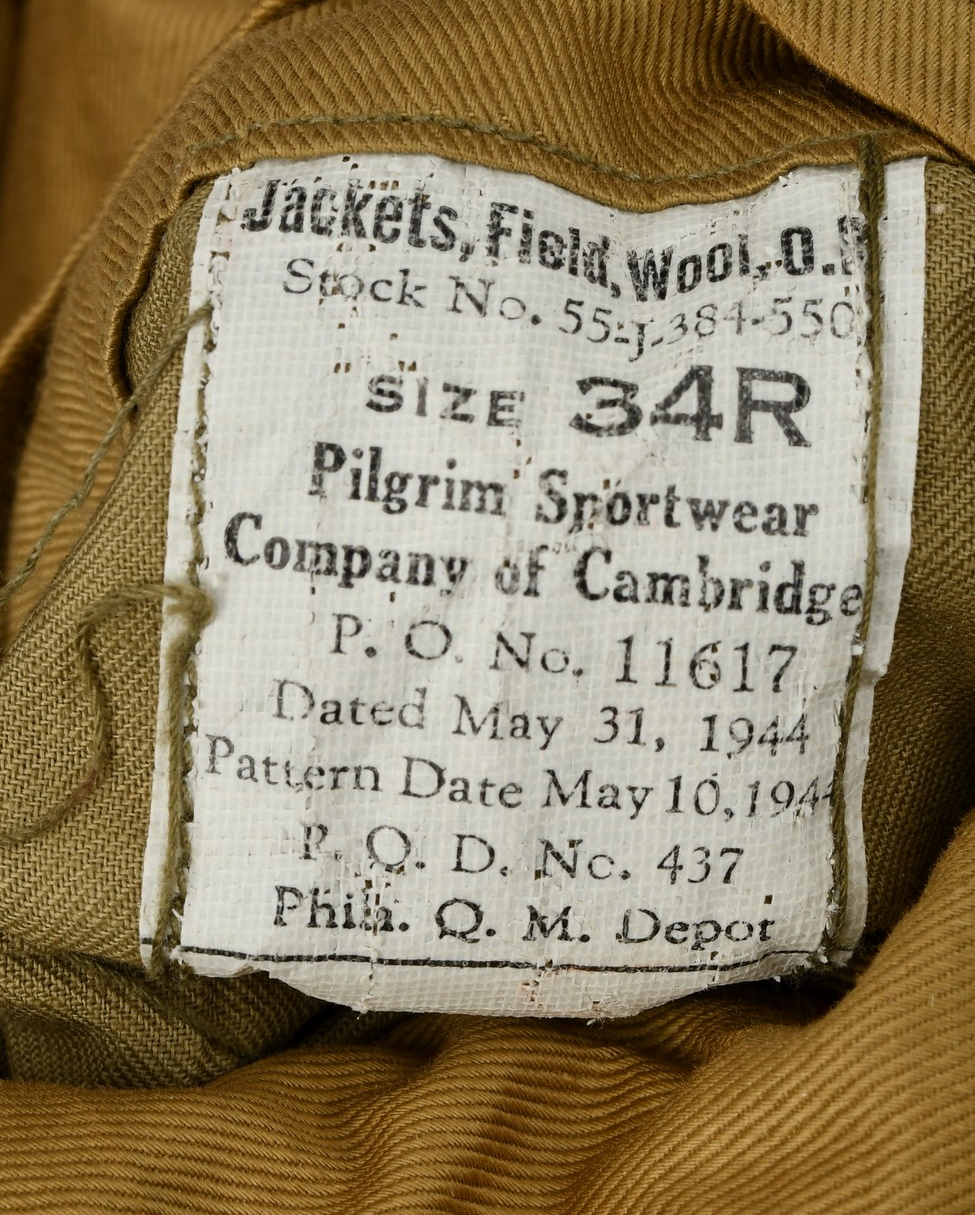 Jackets, Field, Wool, O.D
Stock No. 55-J-384-550
SIZE 34R
Pilgrim Sportwear
Company of Cambridge
P. O. No. 11617
Dated May 31, 1944
Pattern Date May 10, 1944
P. Q. D. No. 437
Phila. Q. M. Depot